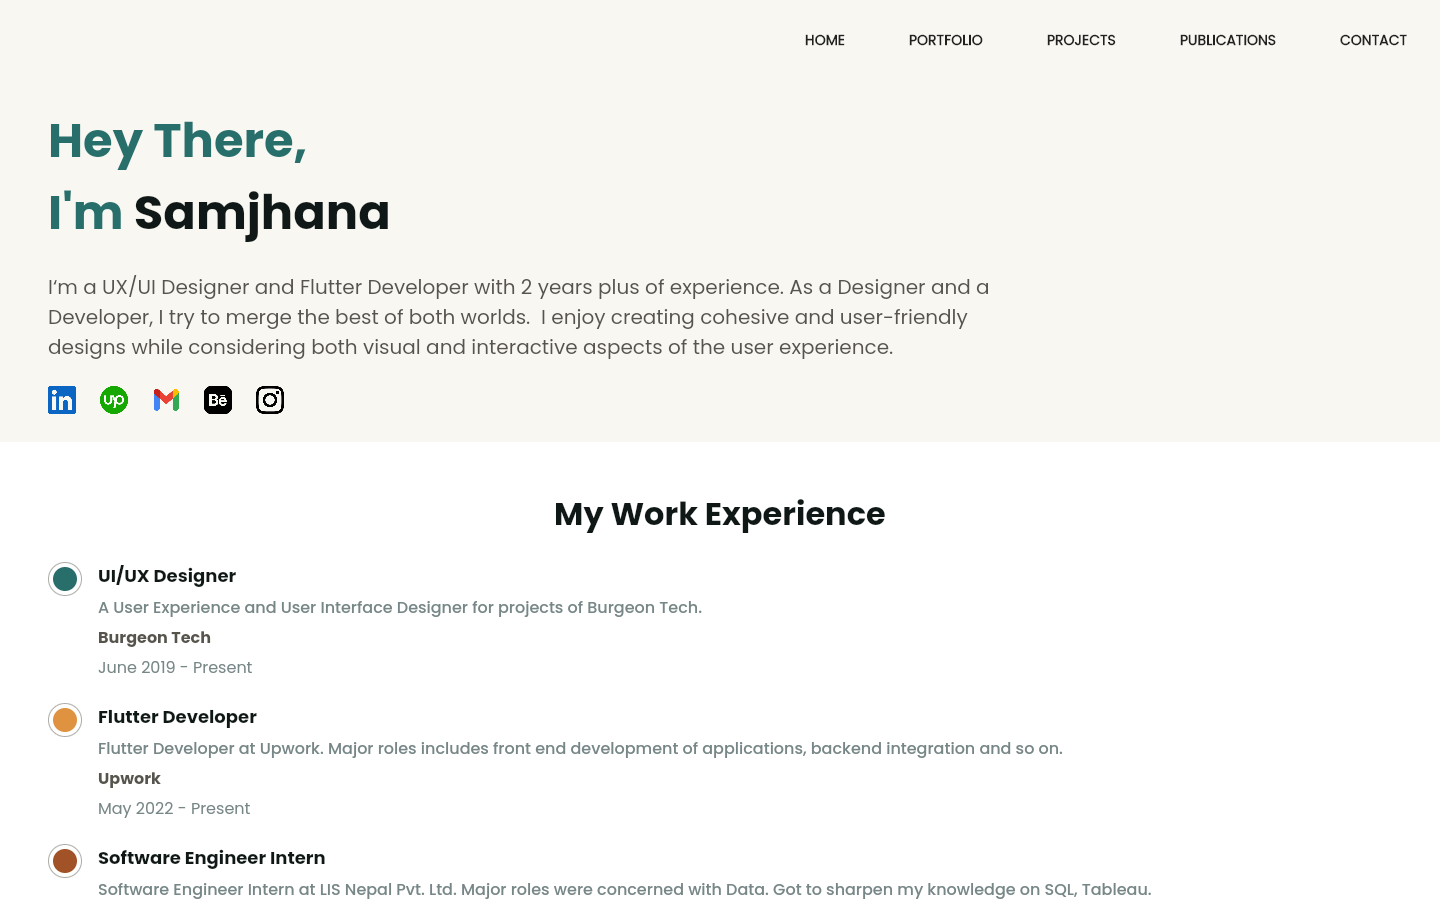 HOME PORTFOLIO PROJECTS PUBLICATIONS CONTACT
Hey There,
I'm Samjhana
I'm a UX/UI Designer and Flutter Developer with 2 years plus of experience. As a Designer and a
Developer, I try to merge the best of both worlds.  I enjoy creating cohesive and user-friendly
designs while considering both visual and interactive aspects of the user experience.
in up M Bē
My Work Experience
UI/UX Designer
A User Experience and User Interface Designer for projects of Burgeon Tech.
Burgeon Tech
June 2019 - Present
Flutter Developer
Flutter Developer at Upwork. Major roles includes front end development of applications, backend integration and so on.
Upwork
May 2022 - Present
Software Engineer Intern
Software Engineer Intern at LIS Nepal Pvt. Ltd. Major roles were concerned with Data. Got to sharpen my knowledge on SQL, Tableau.